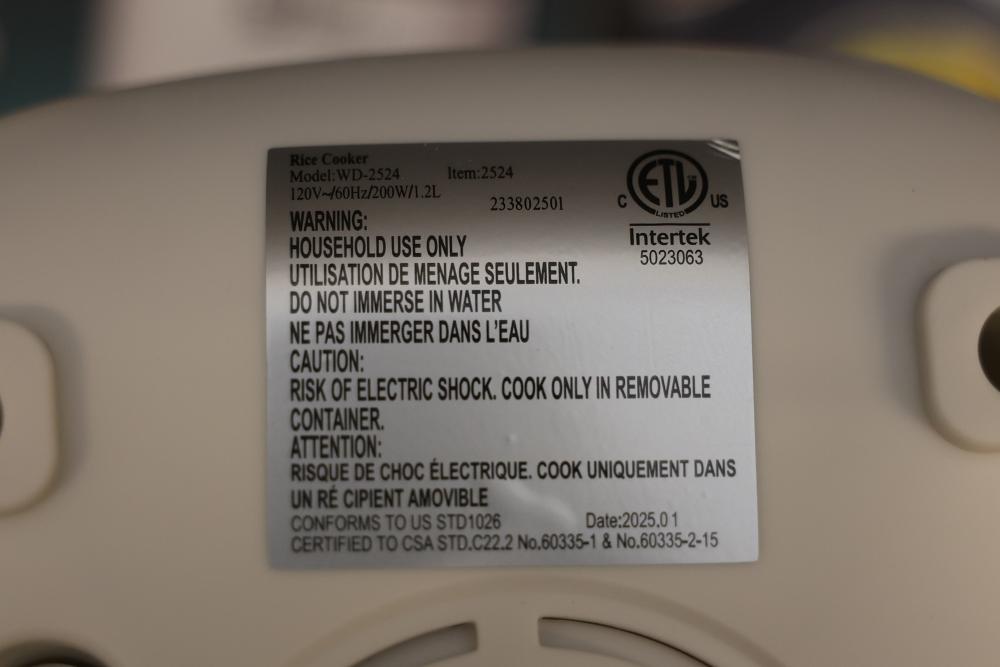 Rice Cooker
Model:WD-2524 Item:2524
120V~/60Hz/200W/1.2L
233802501
C ETL US
LISTED
Intertek
5023063
WARNING:
HOUSEHOLD USE ONLY
UTILISATION DE MENAGE SEULEMENT.
DO NOT IMMERSE IN WATER
NE PAS IMMERGER DANS L'EAU
CAUTION:
RISK OF ELECTRIC SHOCK. COOK ONLY IN REMOVABLE
CONTAINER.
ATTENTION:
RISQUE DE CHOC ÉLECTRIQUE. COOK UNIQUEMENT DANS
UN RÉ CIPIENT AMOVIBLE
CONFORMS TO US STD1026 Date:2025.01
CERTIFIED TO CSA STD.C22.2 No.60335-1 & No.60335-2-15